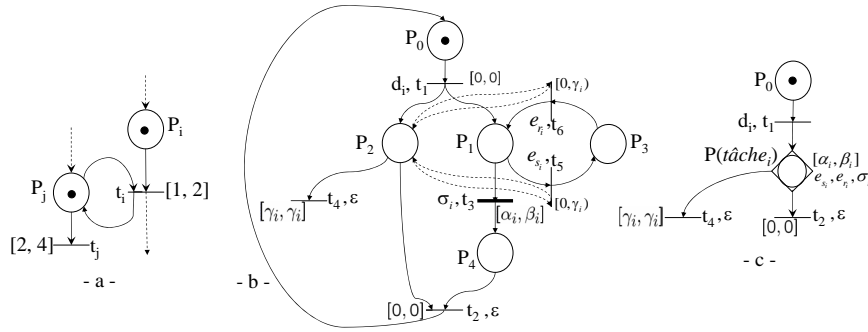 P_i
P_j
t_i [1, 2]
[2, 4] t_j
- a -
P_0
d_i, t_1 [0, 0]
[0,γ_i)
e_{r_i}, t_6
P_2
P_1
P_3
e_{s_i}, t_5
[γ_i, γ_i] t_4, ε
σ_i, t_3
[0,γ_i)
[α_i, β_i]
P_4
- b -
[0, 0] t_2, ε
P_0
d_i, t_1
P(tâche_i)
[α_i, β_i]
e_{s_i}, e_{r_i}, σ
[γ_i, γ_i] t_4, ε
[0, 0] t_2, ε
- c -